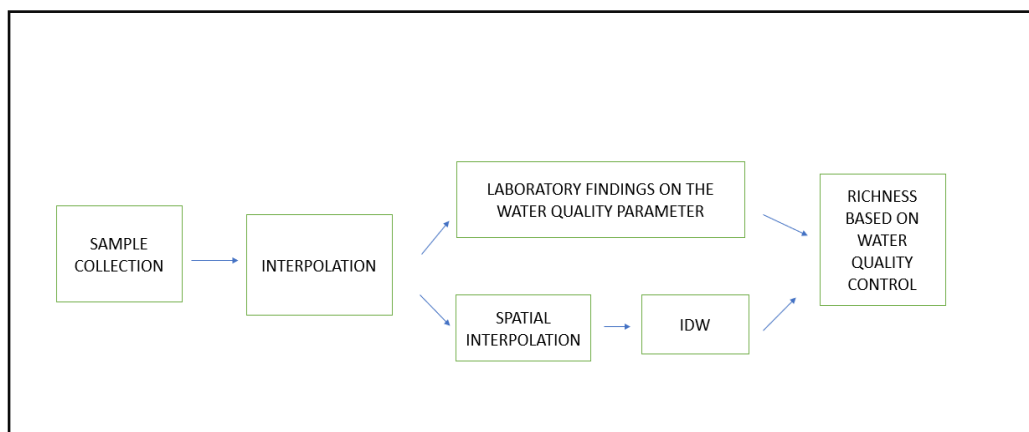 SAMPLE
COLLECTION
INTERPOLATION
LABORATORY FINDINGS ON THE
WATER QUALITY PARAMETER
SPATIAL
INTERPOLATION
IDW
RICHNESS
BASED ON
WATER
QUALITY
CONTROL